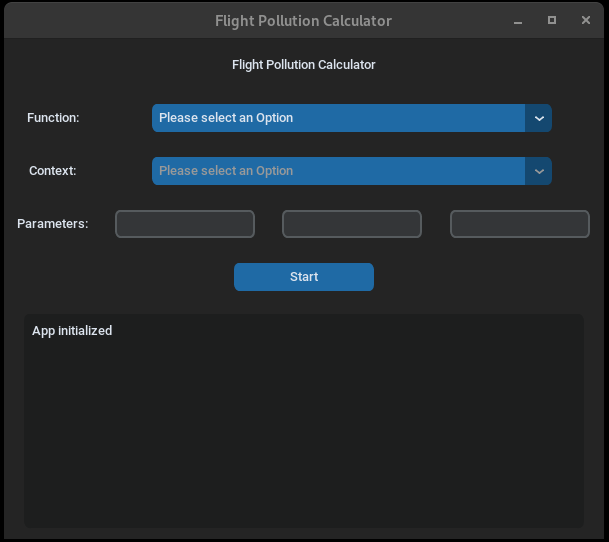 Flight Pollution Calculator
Flight Pollution Calculator
Function: Please select an Option
Context: Please select an Option
Parameters:
Start
App initialized